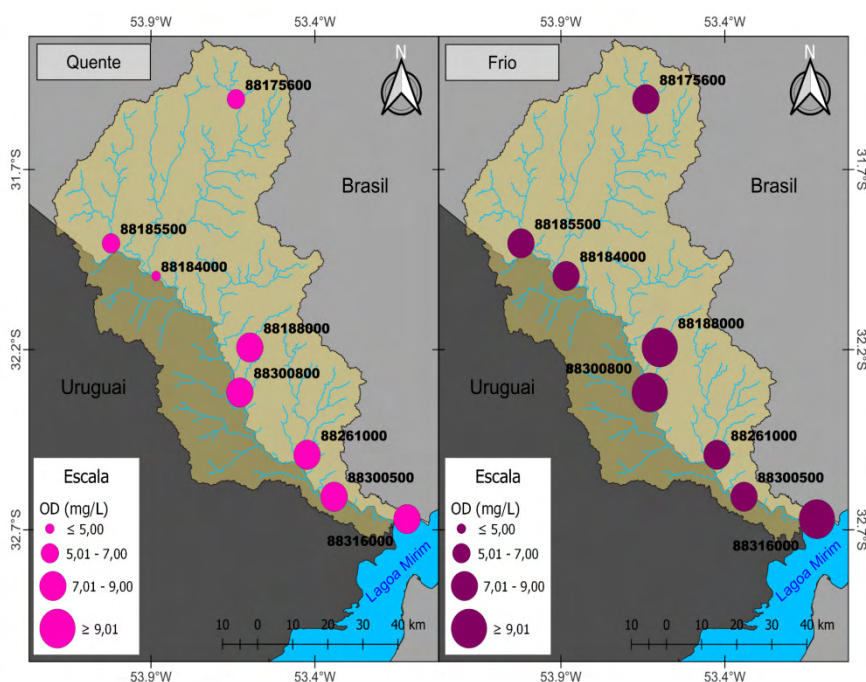 53.9°W
53.4°W
53.9°W
53.4°W
Quente
N
88175600
31.7°S
Brasil
88185500
88184000
88188000
32.2°S
88300800
Uruguai
88261000
88300500
88316000
32.7°S
Lagoa Mirim
Escala
OD (mg/L)
≤ 5,00
5,01 - 7,00
7,01 - 9,00
≥ 9,01
10 0 10 20 30 40 km
53.9°W
53.4°W
Frio
N
88175600
31.7°S
Brasil
88185500
88184000
88188000
32.2°S
88300800
Uruguai
88261000
88300500
88316000
32.7°S
Lagoa Mirim
Escala
OD (mg/L)
≤ 5,00
5,01 - 7,00
7,01 - 9,00
≥ 9,01
10 0 10 20 30 40 km
53.9°W
53.4°W